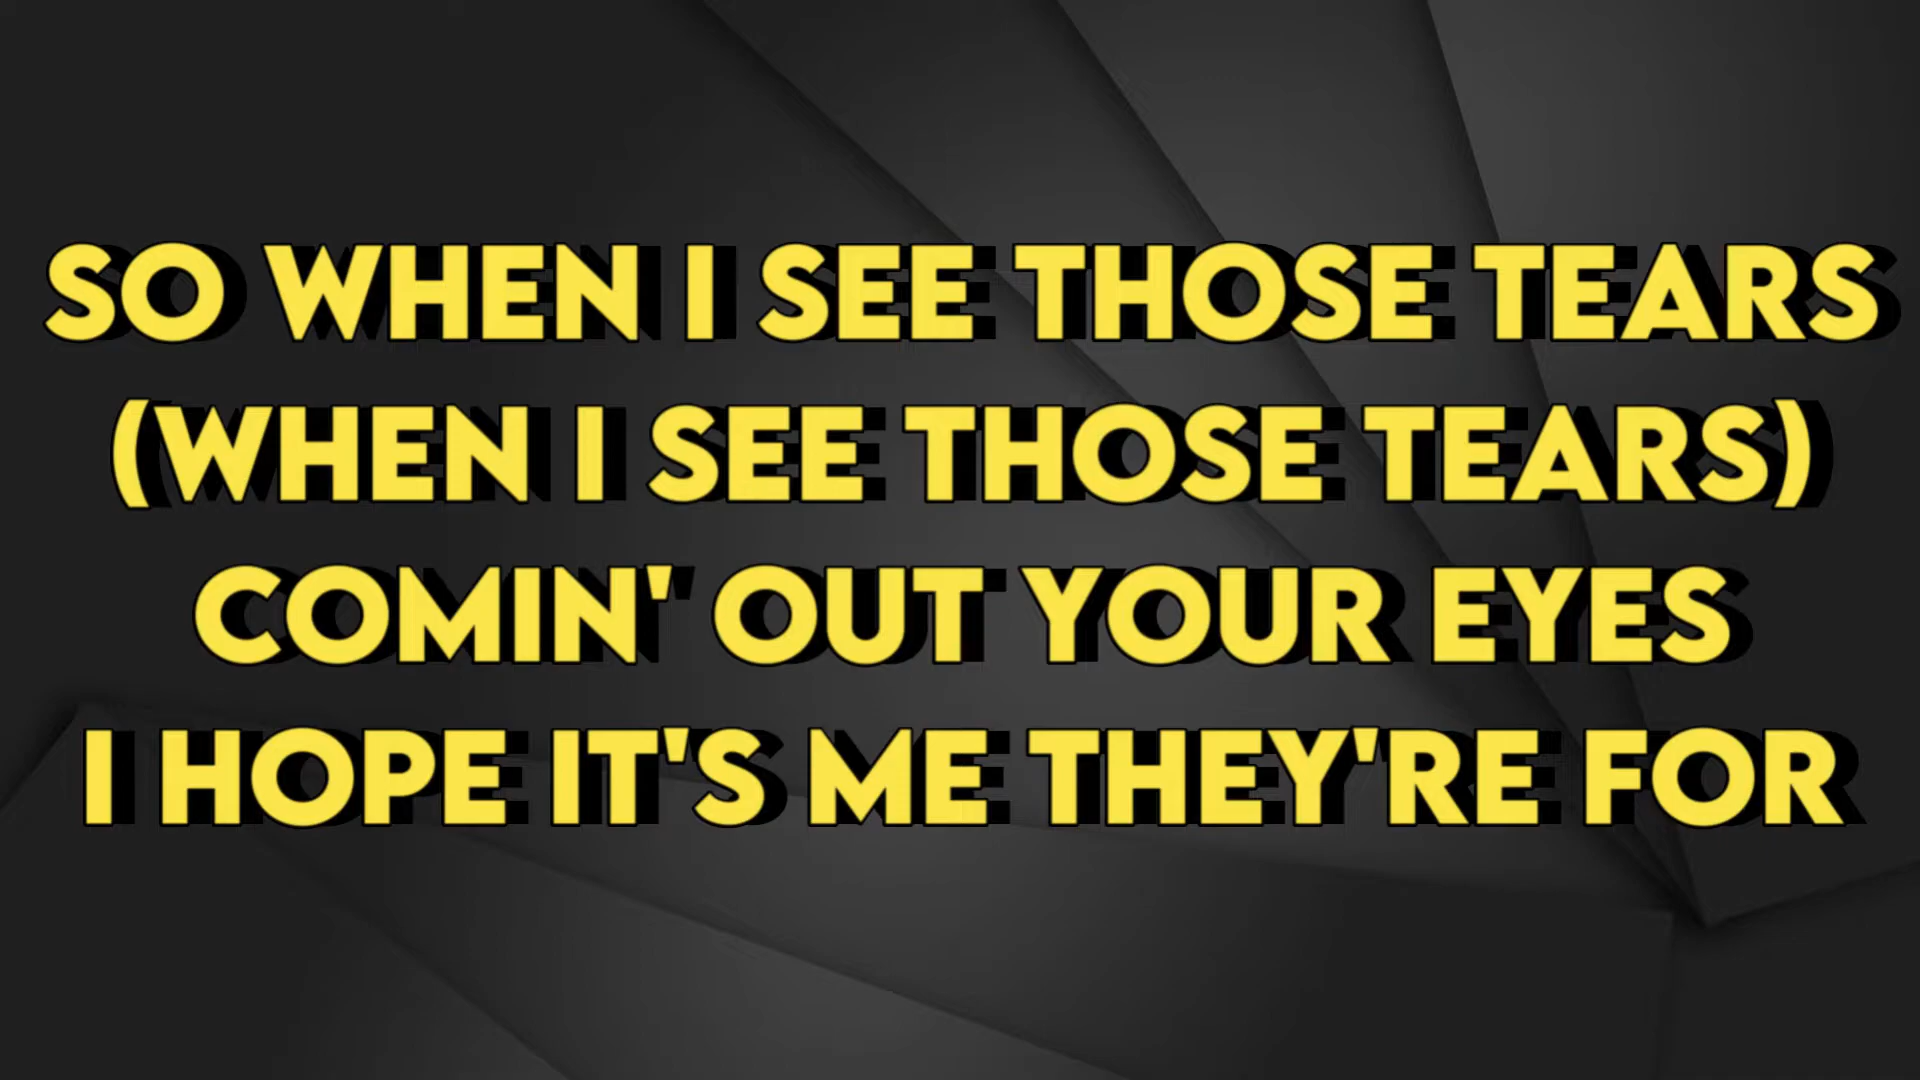 SO WHEN I SEE THOSE TEARS
(WHEN I SEE THOSE TEARS)
COMIN' OUT YOUR EYES
I HOPE IT'S ME THEY'RE FOR